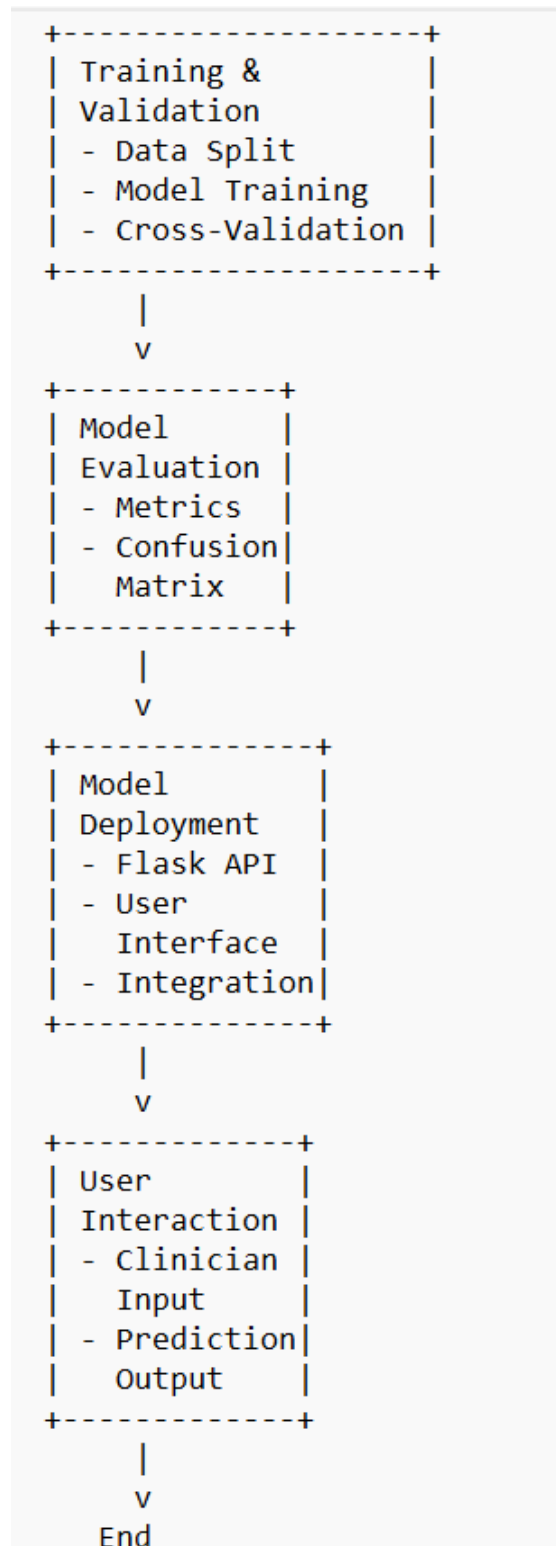 +--------------------+
| Training &         |
| Validation         |
| - Data Split       |
| - Model Training   |
| - Cross-Validation |
+--------------------+
     |
     v
+------------+
| Model      |
| Evaluation |
| - Metrics  |
| - Confusion|
|   Matrix   |
+------------+
     |
     v
+--------------+
| Model        |
| Deployment   |
| - Flask API  |
| - User       |
|   Interface  |
| - Integration|
+--------------+
     |
     v
+-------------+
| User        |
| Interaction |
| - Clinician |
|   Input     |
| - Prediction|
|   Output    |
+-------------+
     |
     v
   End